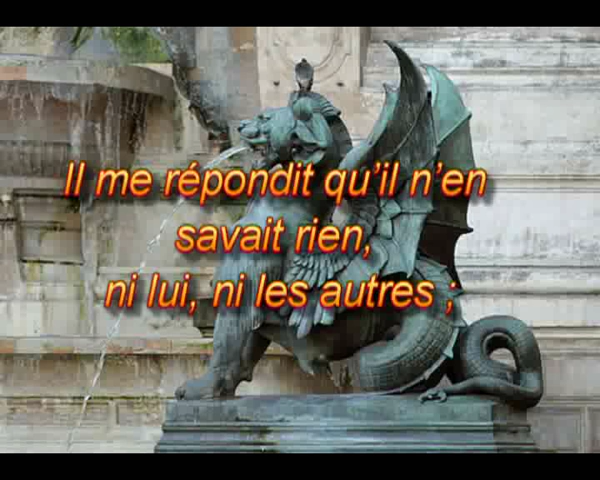 Il me répondit qu’il n’en
savait rien,
ni lui, ni les autres ;